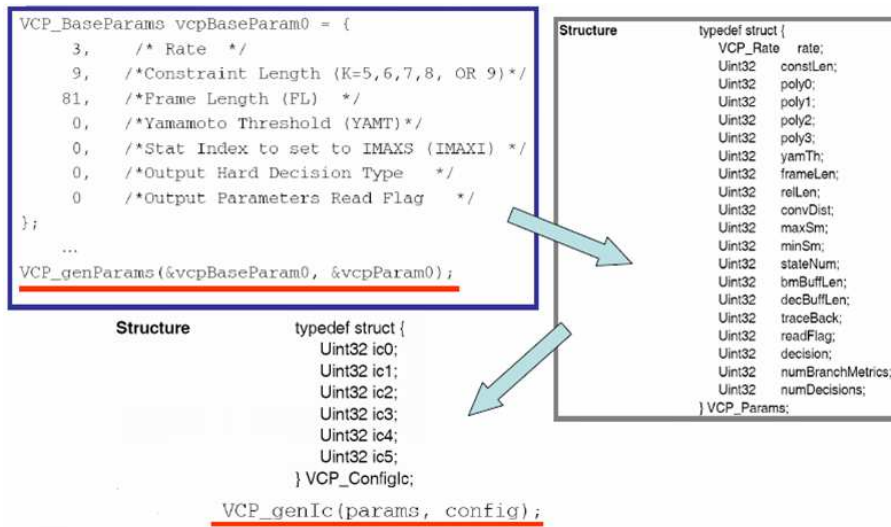 VCP_BaseParams vcpBaseParam0 = {
3, /* Rate */
9, /*Constraint Length (K=5,6,7,8, OR 9)*/
81, /*Frame Length (FL) */
0, /*Yamamoto Threshold (YAMT)*/
0, /*Stat Index to set to IMAXS (IMAXI) */
0, /*Output Hard Decision Type */
0 /*Output Parameters Read Flag */
};
...
VCP_genParams(&vcpBaseParam0, &vcpParam0);
Structure typedef struct {
VCP_Rate rate;
Uint32 constLen;
Uint32 poly0;
Uint32 poly1;
Uint32 poly2;
Uint32 poly3;
Uint32 yamTh;
Uint32 frameLen;
Uint32 relLen;
Uint32 convDist;
Uint32 maxSm;
Uint32 minSm;
Uint32 stateNum;
Uint32 bmBuffLen;
Uint32 decBuffLen;
Uint32 traceBack;
Uint32 readFlag;
Uint32 decision;
Uint32 numBranchMetrics;
Uint32 numDecisions;
} VCP_Params;
Structure typedef struct {
Uint32 ic0;
Uint32 ic1;
Uint32 ic2;
Uint32 ic3;
Uint32 ic4;
Uint32 ic5;
} VCP_ConfigIc;
VCP_genIc(params, config);